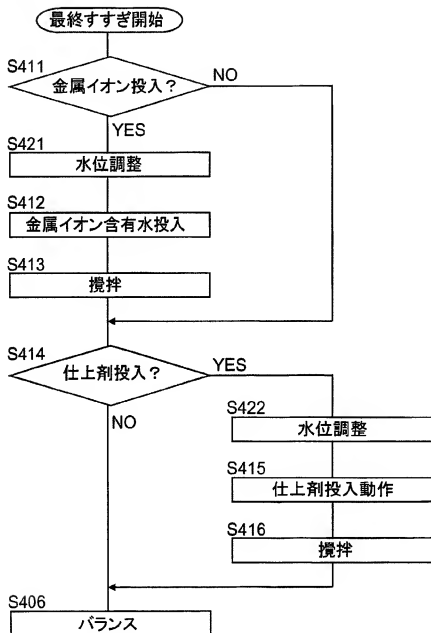 最終すすぎ開始
S411
金属イオン投入?
NO
YES
S421
水位調整
S412
金属イオン含有水投入
S413
攪拌
S414
仕上剤投入?
YES
NO
S422
水位調整
S415
仕上剤投入動作
S416
攪拌
S406
バランス